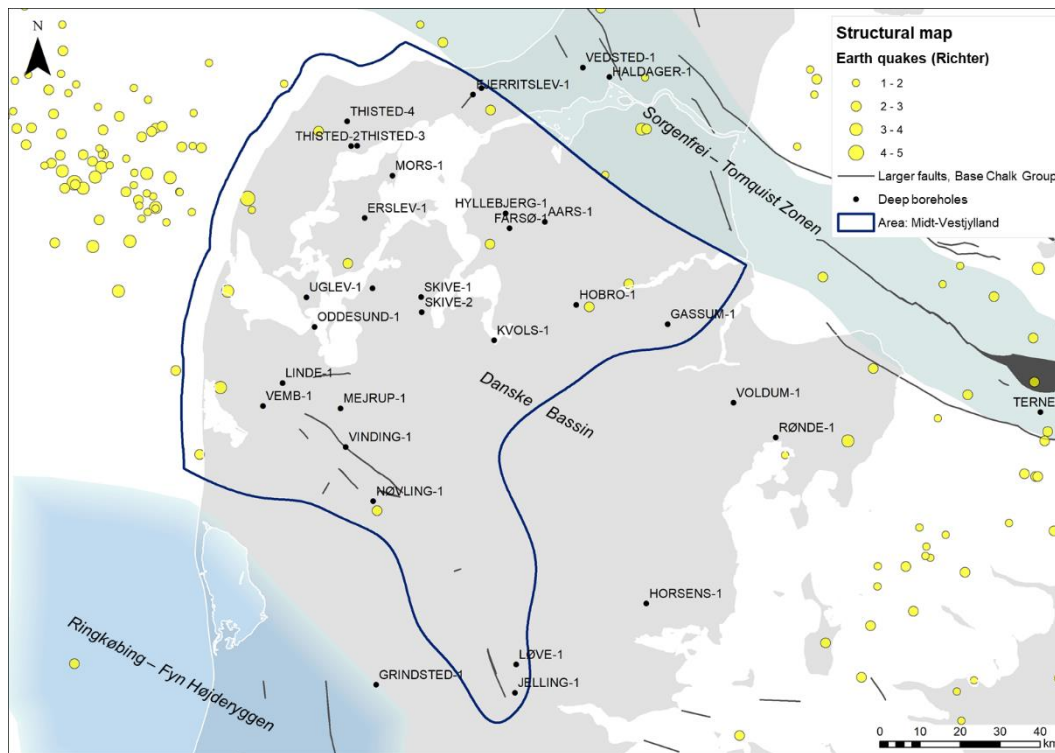 N
Structural map
Earth quakes (Richter)
1 - 2
2 - 3
3 - 4
4 - 5
Larger faults, Base Chalk Group
Deep boreholes
Area: Midt-Vestjylland
VEDSTED-1
HALDAGER-1
FJERRITSLEV-1
THISTED-4
THISTED-2
THISTED-3
MORS-1
Sorgenfrei – Tornquist Zonen
ERSLEV-1
HYLLEBJERG-1
FARSØ-1
AARS-1
UGLEV-1
SKIVE-1
SKIVE-2
HOBRO-1
ODDESUND-1
GASSUM-1
KVOLS-1
LINDE-1
Danske Bassin
VEMB-1
MEJRUP-1
VOLDUM-1
TERNE
VINDING-1
RØNDE-1
NØVLING-1
HORSENS-1
Ringkøbing – Fyn Højderyggen
LØVE-1
GRINDSTED-1
JELLING-1
0 10 20 30 40
km